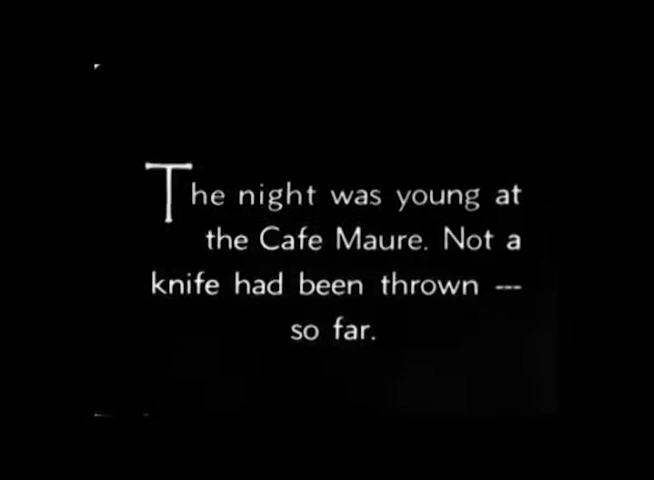 The night was young at
the Cafe Maure. Not a
knife had been thrown ---
so far.